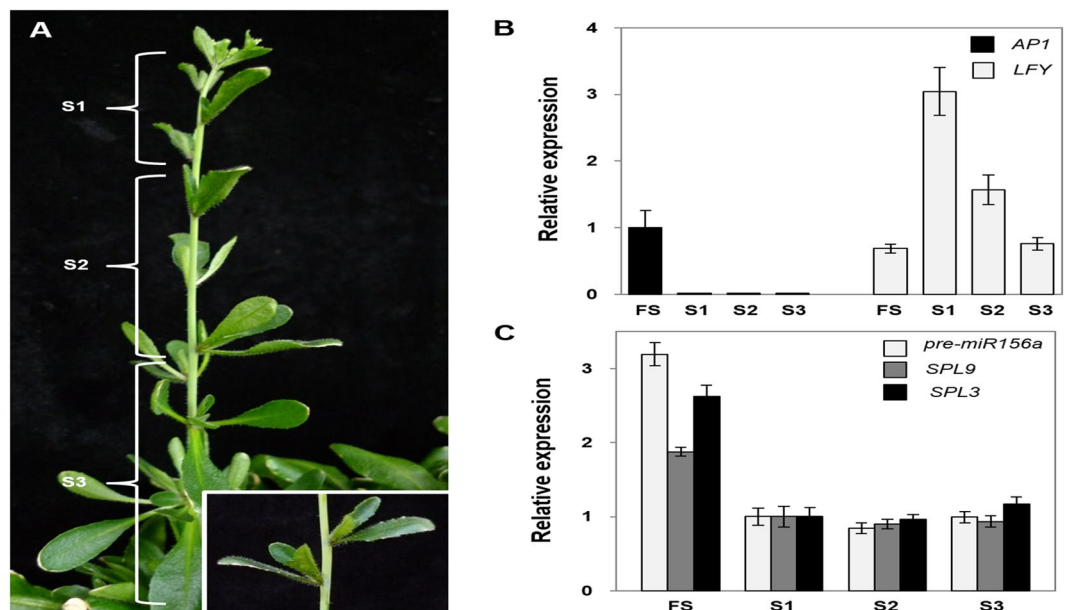 A
S1
S2
S3
B
Relative expression
4
3
2
1
0
AP1
LFY
FS S1 S2 S3 FS S1 S2 S3
C
Relative expression
3
2
1
0
pre-miR156a
SPL9
SPL3
FS S1 S2 S3